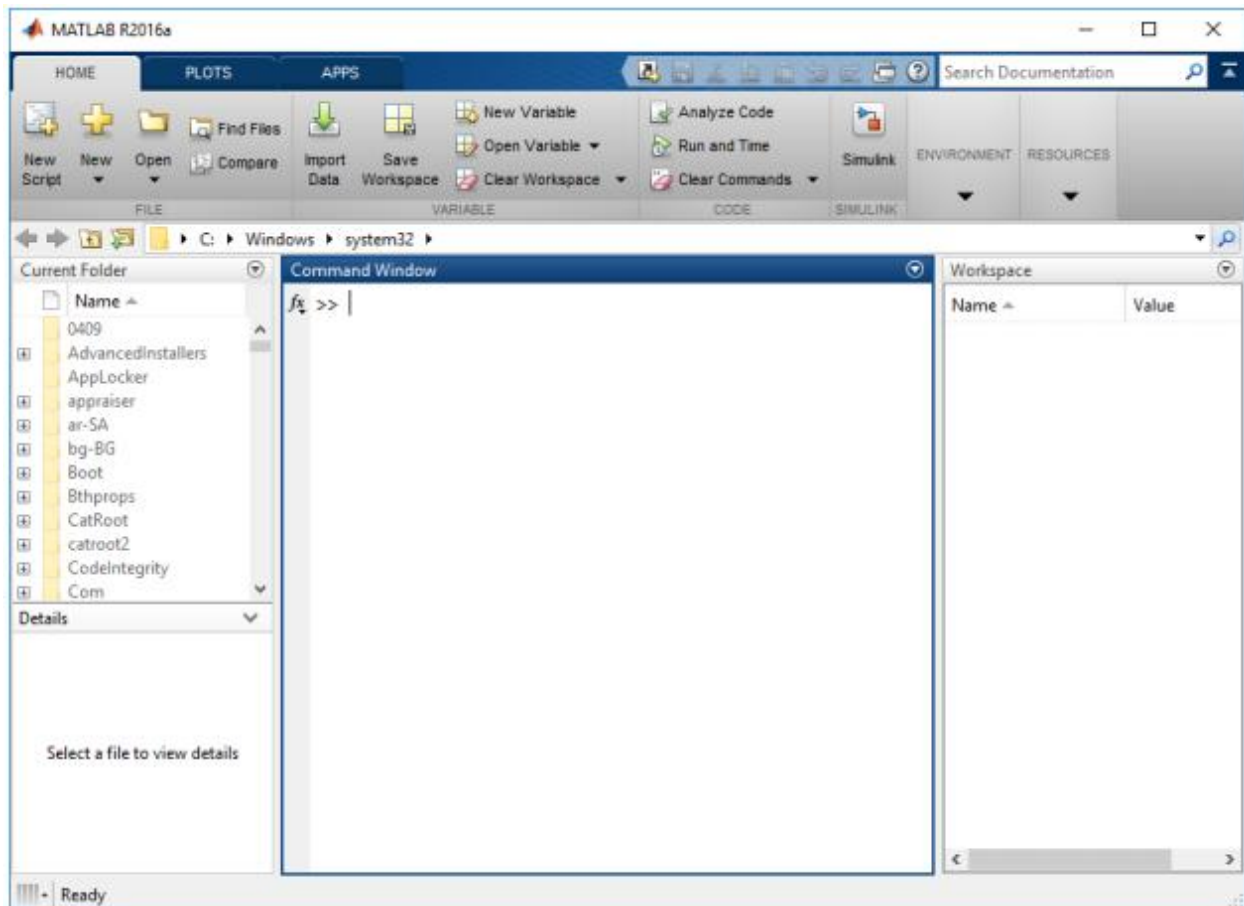 MATLAB R2016a
HOME PLOTS APPS Search Documentation
New Script
New
Open
Find Files
Compare
FILE
Import Data
Save Workspace
New Variable
Open Variable
Clear Workspace
VARIABLE
Analyze Code
Run and Time
Clear Commands
CODE
Simulink
SIMULINK
ENVIRONMENT
RESOURCES
C: Windows system32
Current Folder
Name
0409
AdvancedInstallers
AppLocker
appraiser
ar-SA
bg-BG
Boot
Bthprops
CatRoot
catroot2
CodeIntegrity
Com
Details
Select a file to view details
Command Window
fx >>
Workspace
Name Value
Ready